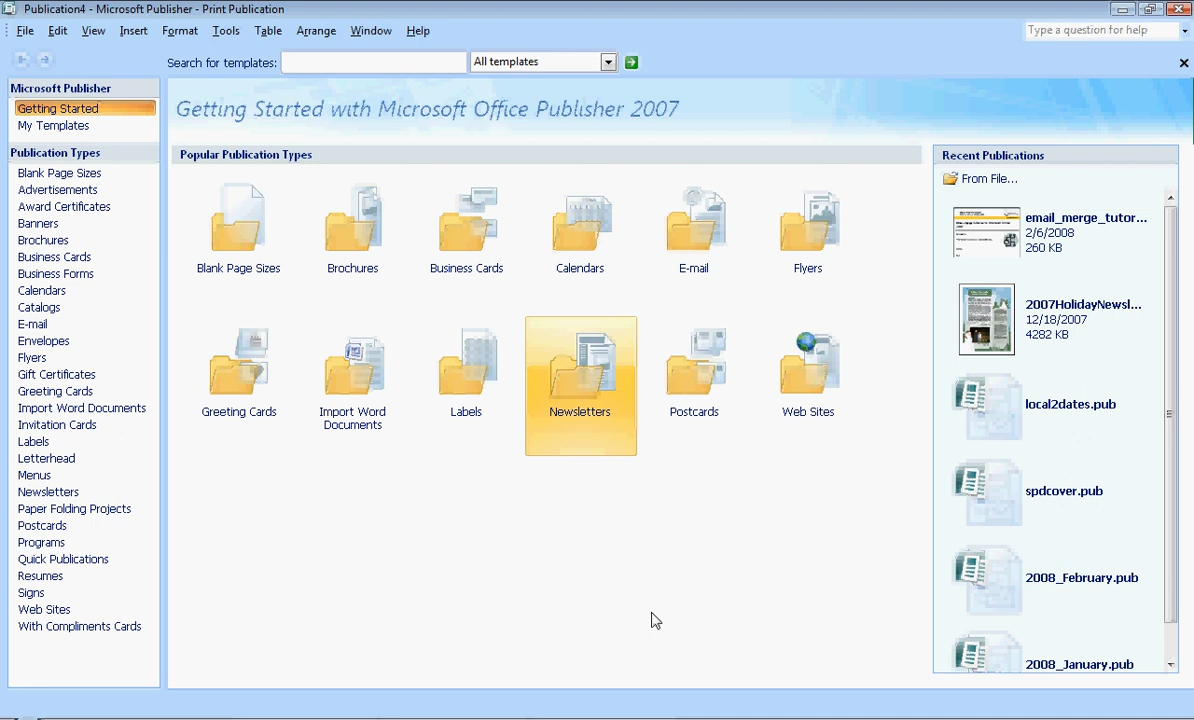 Publication4 - Microsoft Publisher - Print Publication
File Edit View Insert Format Tools Table Arrange Window Help
Type a question for help
Search for templates: All templates
Microsoft Publisher
Getting Started
My Templates
Publication Types
Blank Page Sizes
Advertisements
Award Certificates
Banners
Brochures
Business Cards
Business Forms
Calendars
Catalogs
E-mail
Envelopes
Flyers
Gift Certificates
Greeting Cards
Import Word Documents
Invitation Cards
Labels
Letterhead
Menus
Newsletters
Paper Folding Projects
Postcards
Programs
Quick Publications
Resumes
Signs
Web Sites
With Compliments Cards
Getting Started with Microsoft Office Publisher 2007
Popular Publication Types
Blank Page Sizes
Brochures
Business Cards
Calendars
E-mail
Flyers
Greeting Cards
Import Word
Documents
Labels
Newsletters
Postcards
Web Sites
Recent Publications
From File...
email_merge_tutor...
2/6/2008
260 KB
2007HolidayNewsl...
12/18/2007
4282 KB
local2dates.pub
spdcover.pub
2008_February.pub
2008_January.pub